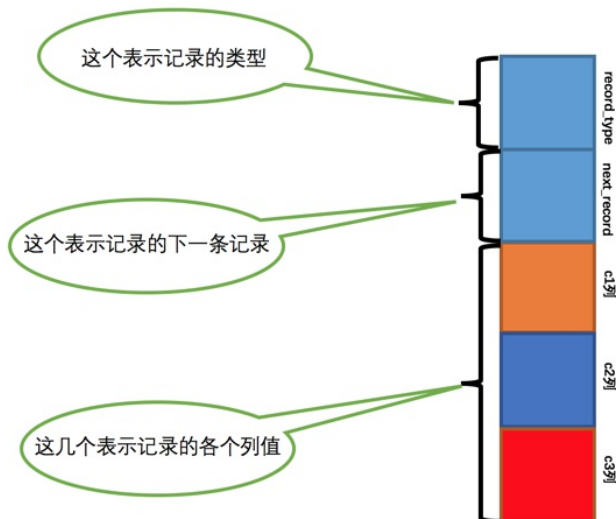 这个表示记录的类型
record_type
next_record
这个表示记录的下一条记录
c1列
c2列
这几个表示记录的各个列值
c3列